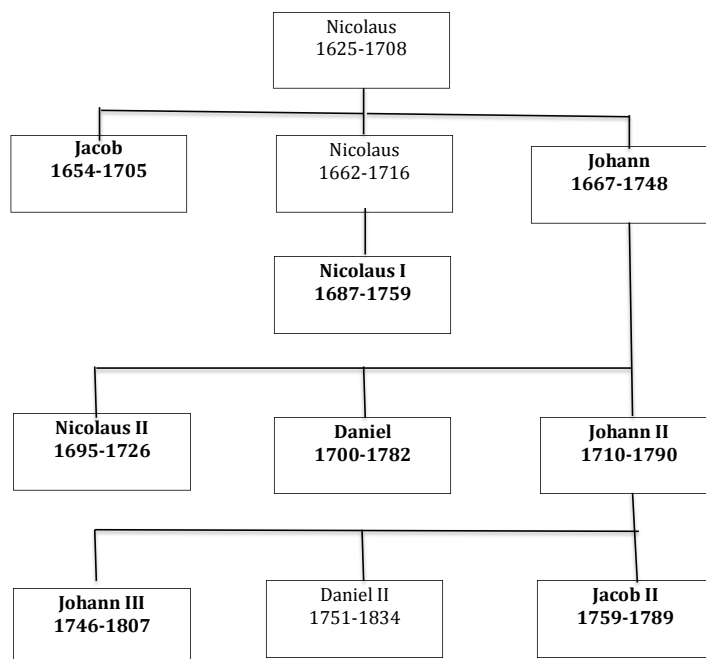 Nicolaus
1625-1708
Jacob
1654-1705
Nicolaus
1662-1716
Johann
1667-1748
Nicolaus I
1687-1759
Nicolaus II
1695-1726
Daniel
1700-1782
Johann II
1710-1790
Johann III
1746-1807
Daniel II
1751-1834
Jacob II
1759-1789